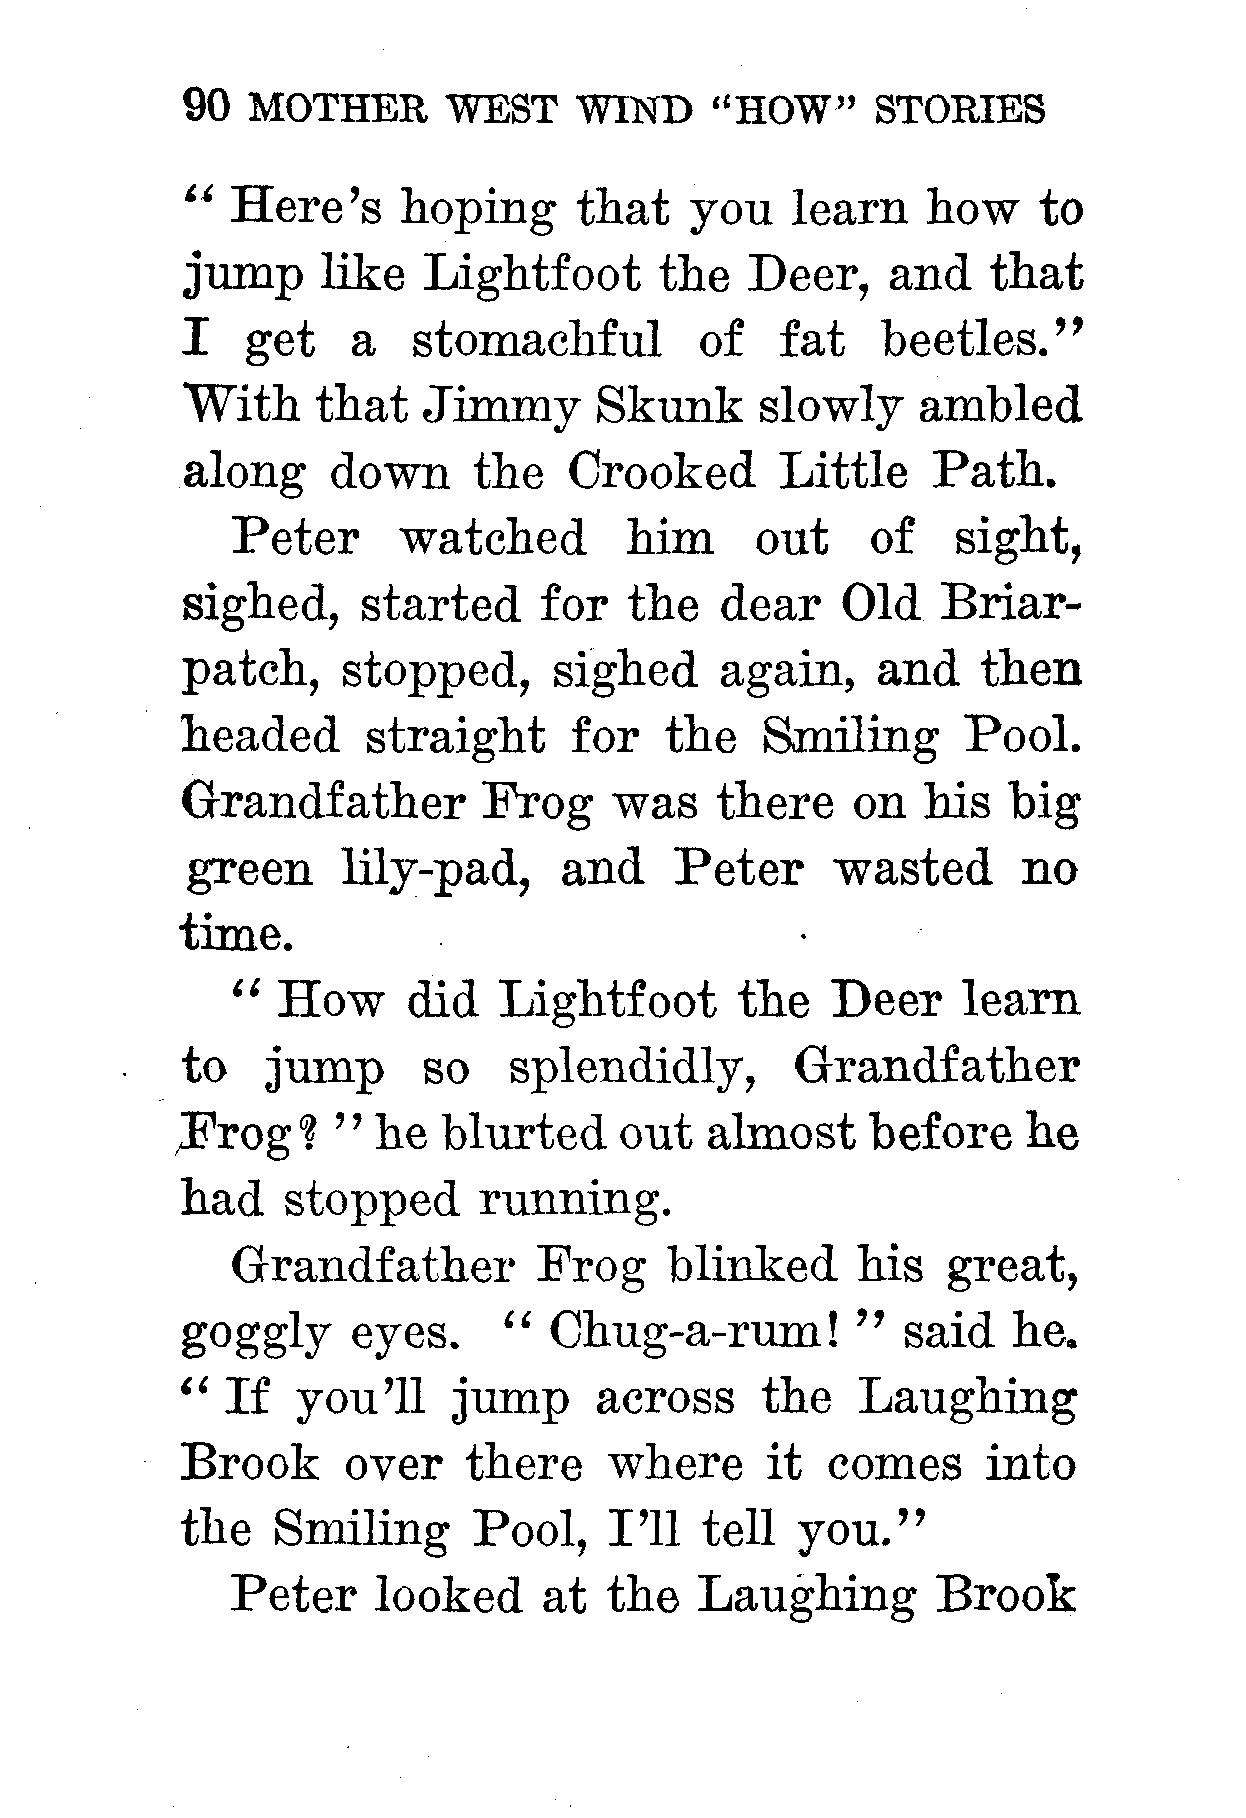 90 MOTHER WEST WIND “HOW” STORIES
“ Here’s hoping that you learn how to
jump like Lightfoot the Deer, and that
I get a stomachful of fat beetles.”
With that Jimmy Skunk slowly ambled
along down the Crooked Little Path.
Peter watched him out of sight,
sighed, started for the dear Old Briar-
patch, stopped, sighed again, and then
headed straight for the Smiling Pool.
Grandfather Frog was there on his big
green lily-pad, and Peter wasted no
time.
“ How did Lightfoot the Deer learn
to jump so splendidly, Grandfather
Frog? ” he blurted out almost before he
had stopped running.
Grandfather Frog blinked his great,
goggly eyes. “ Chug-a-rum! ” said he.
“ If you’ll jump across the Laughing
Brook over there where it comes into
the Smiling Pool, I’ll tell you.”
Peter looked at the Laughing Brook